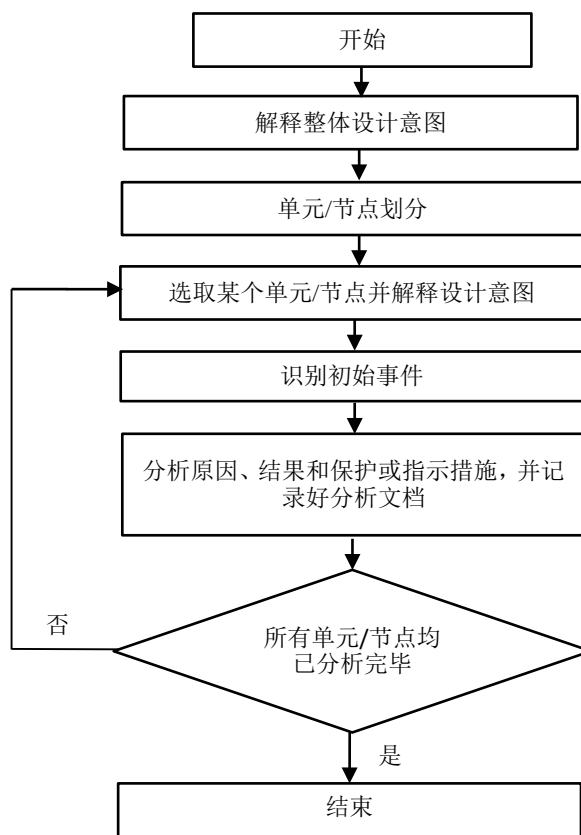 开始
解释整体设计意图
单元/节点划分
选取某个单元/节点并解释设计意图
识别初始事件
分析原因、结果和保护或指示措施，并记
录好分析文档
否
所有单元/节点均
已分析完毕
是
结束